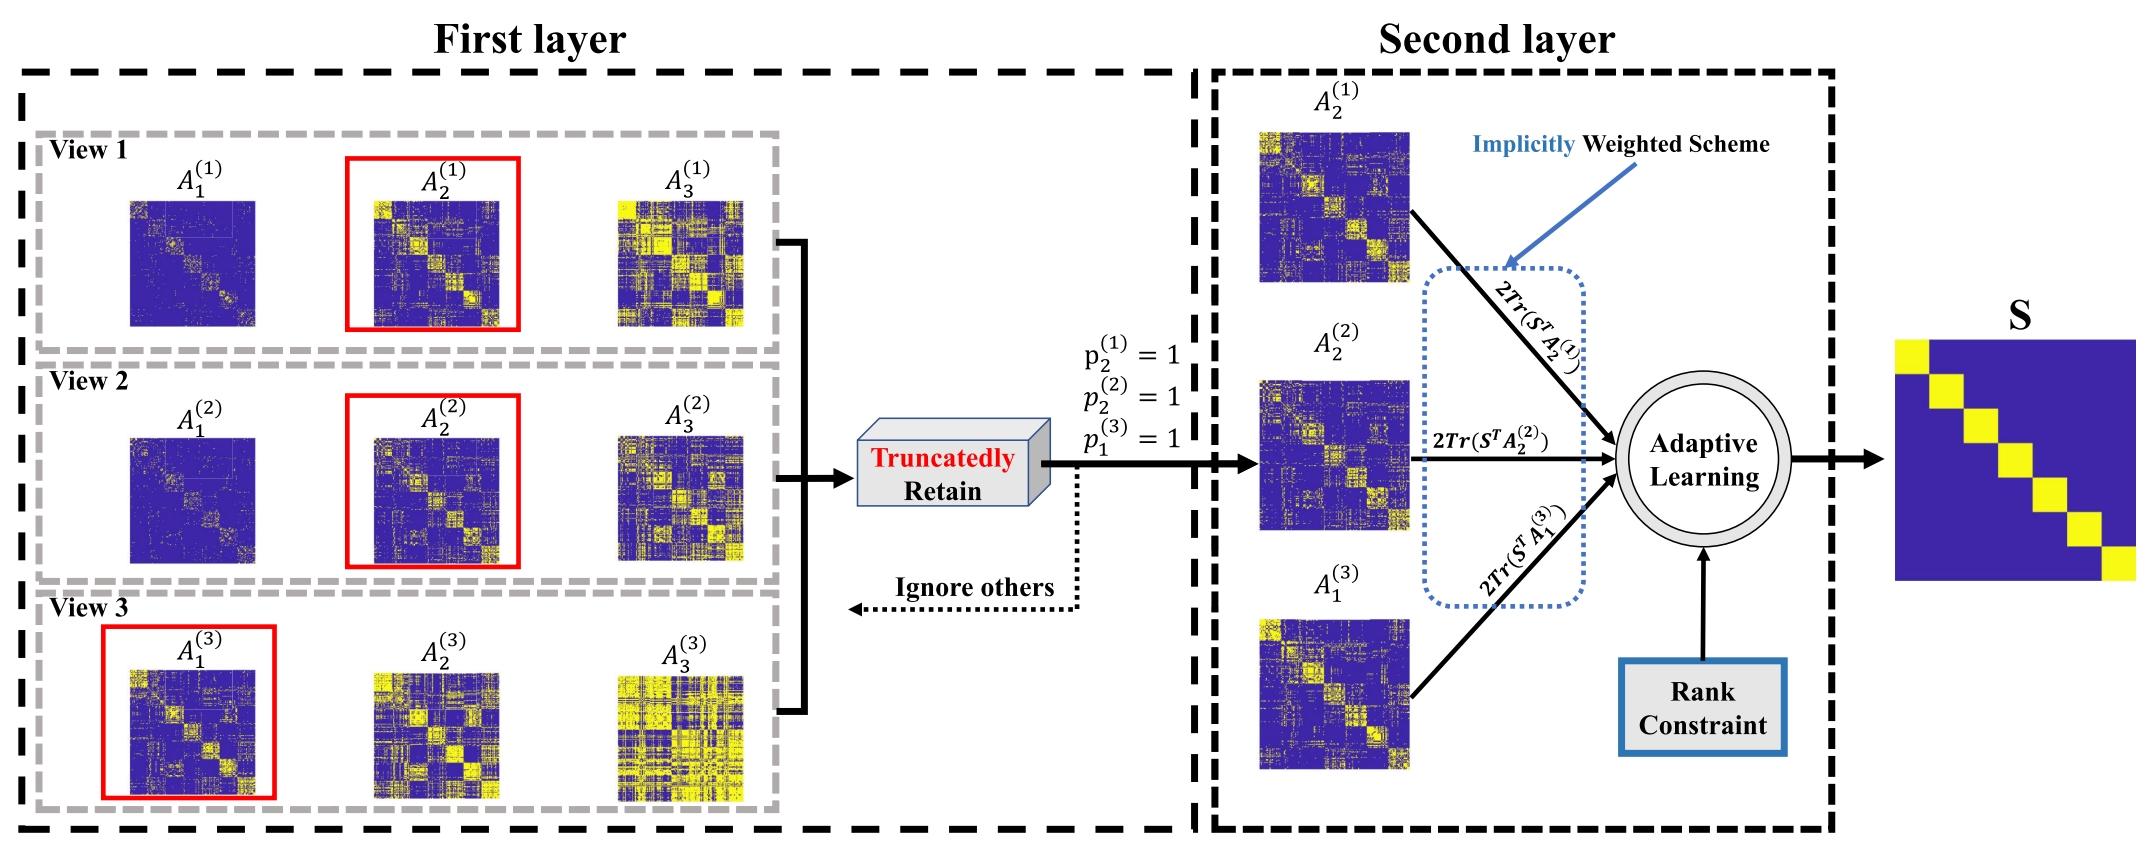 First layer
Second layer
View 1
A_1^{(1)}
A_2^{(1)}
A_3^{(1)}
View 2
A_1^{(2)}
A_2^{(2)}
A_3^{(2)}
View 3
A_1^{(3)}
A_2^{(3)}
A_3^{(3)}
Truncatedly
Retain
p_2^{(1)} = 1
p_2^{(2)} = 1
p_1^{(3)} = 1
Ignore others
A_2^{(1)}
A_2^{(2)}
A_1^{(3)}
Implicitly Weighted Scheme
2Tr(S^T A_2^{(1)})
2Tr(S^T A_2^{(2)})
2Tr(S^T A_1^{(3)})
Adaptive
Learning
Rank
Constraint
S